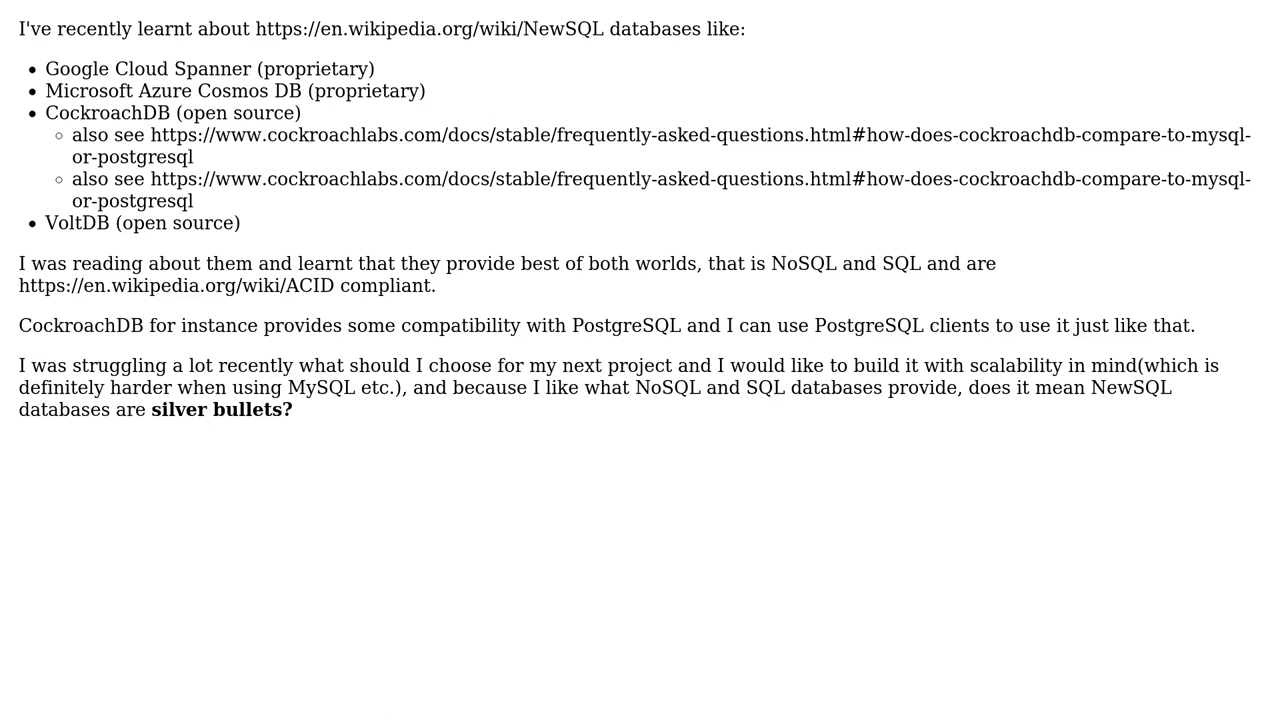 I've recently learnt about https://en.wikipedia.org/wiki/NewSQL databases like:
• Google Cloud Spanner (proprietary)
• Microsoft Azure Cosmos DB (proprietary)
• CockroachDB (open source)
◦ also see https://www.cockroachlabs.com/docs/stable/frequently-asked-questions.html#how-does-cockroachdb-compare-to-mysql-
or-postgresql
◦ also see https://www.cockroachlabs.com/docs/stable/frequently-asked-questions.html#how-does-cockroachdb-compare-to-mysql-
or-postgresql
• VoltDB (open source)
I was reading about them and learnt that they provide best of both worlds, that is NoSQL and SQL and are
https://en.wikipedia.org/wiki/ACID compliant.
CockroachDB for instance provides some compatibility with PostgreSQL and I can use PostgreSQL clients to use it just like that.
I was struggling a lot recently what should I choose for my next project and I would like to build it with scalability in mind(which is
definitely harder when using MySQL etc.), and because I like what NoSQL and SQL databases provide, does it mean NewSQL
databases are silver bullets?